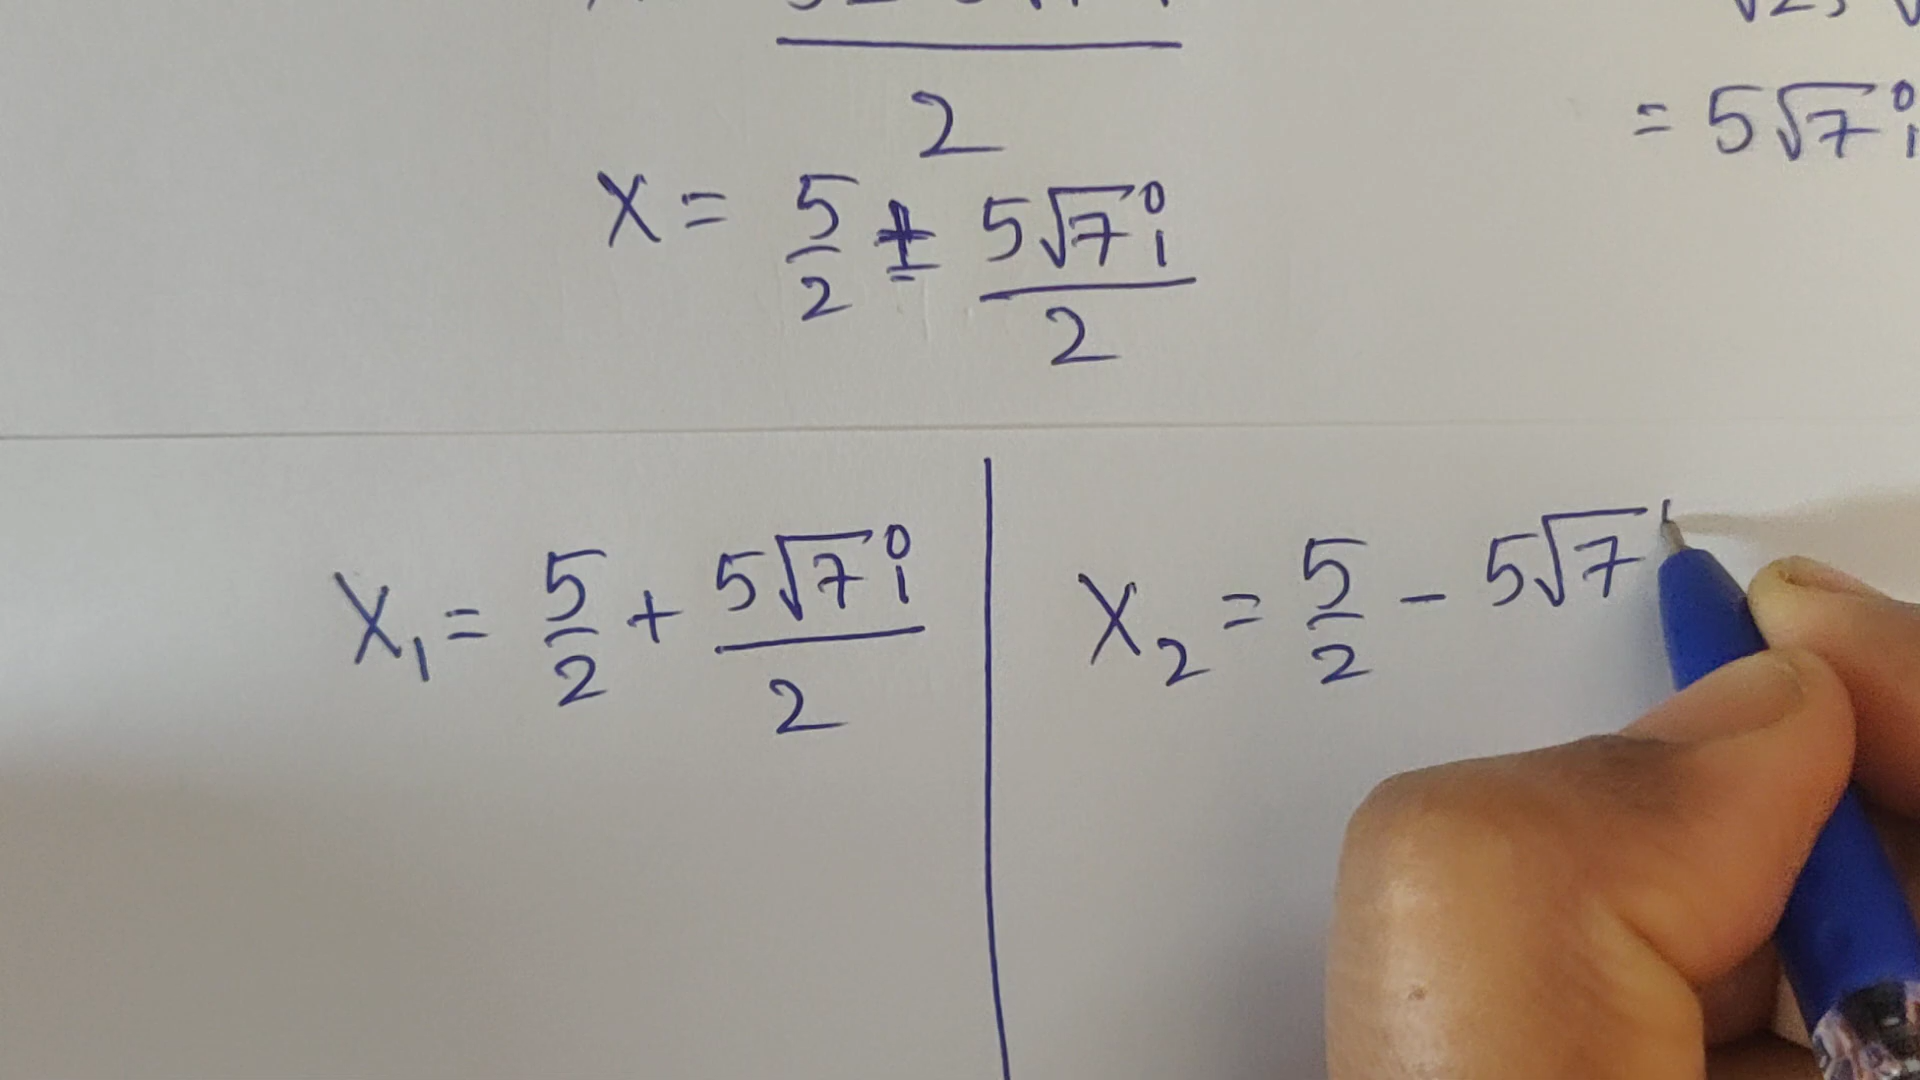 2
= 5√7 i
X = 5/2 ± 5√7 i/2
X₁ = 5/2 + 5√7 i/2
X₂ = 5/2 - 5√7